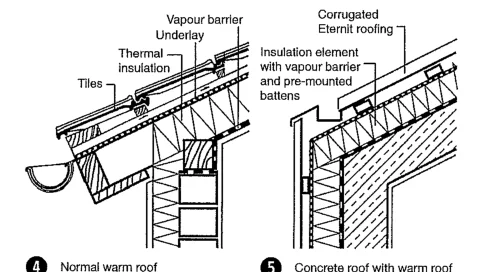 Vapour barrier
Underlay
Thermal
insulation
Tiles
4 Normal warm roof
Corrugated
Eternit roofing
Insulation element
with vapour barrier
and pre-mounted
battens
5 Concrete roof with warm roof